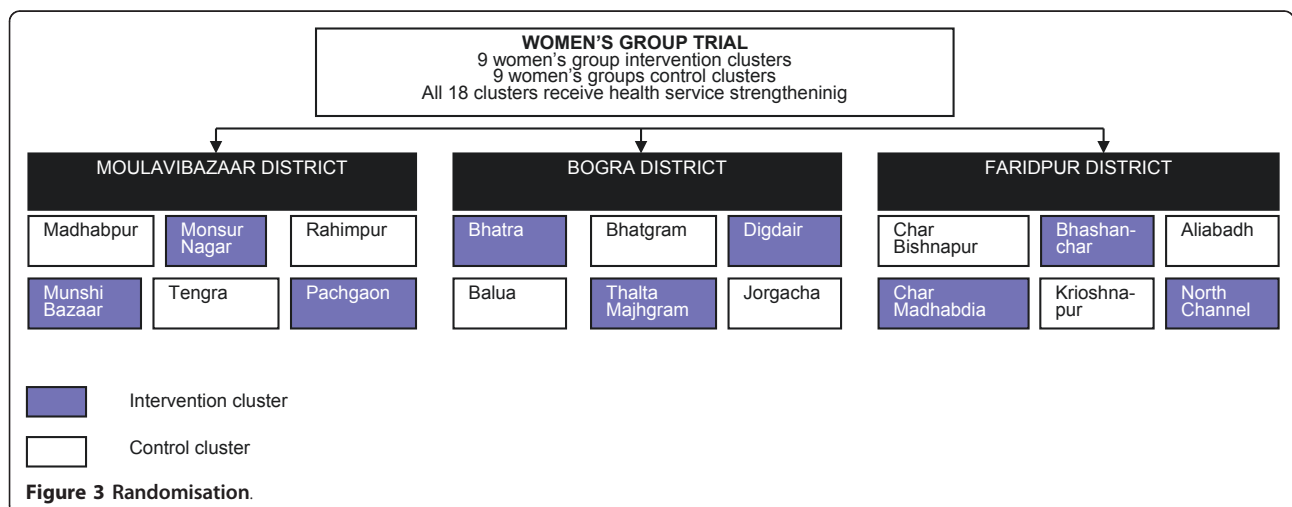 WOMEN'S GROUP TRIAL
9 women's group intervention clusters
9 women's groups control clusters
All 18 clusters receive health service strengtheninig
MOULAVIBAZAAR DISTRICT
Madhabpur
Monsur
Nagar
Rahimpur
Munshi
Bazaar
Tengra
Pachgaon
BOGRA DISTRICT
Bhatra
Bhatgram
Digdair
Balua
Thalta
Majhgram
Jorgacha
FARIDPUR DISTRICT
Char
Bishnapur
Bhashan-
char
Aliabadh
Char
Madhabdia
Krioshna-
pur
North
Channel
Intervention cluster
Control cluster
Figure 3 Randomisation.